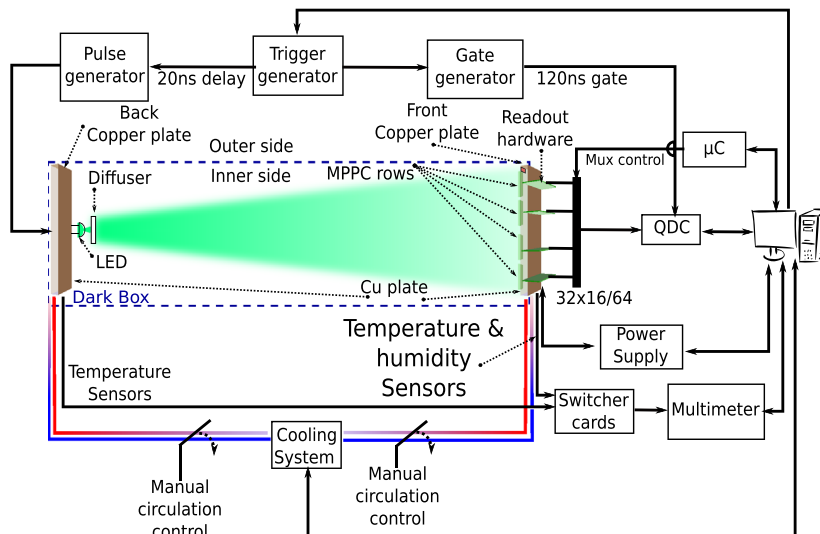 Pulse
generator
20ns delay
Trigger
generator
Gate
generator
120ns gate
Back
Copper plate
Outer side
Inner side
Front
Copper plate
Readout
hardware
MPPC rows
Mux control
µC
Diffuser
LED
QDC
Dark Box
Cu plate
32x16/64
Temperature &
humidity
Sensors
Power
Supply
Temperature
Sensors
Switcher
cards
Multimeter
Cooling
System
Manual
circulation
control
Manual
circulation
control